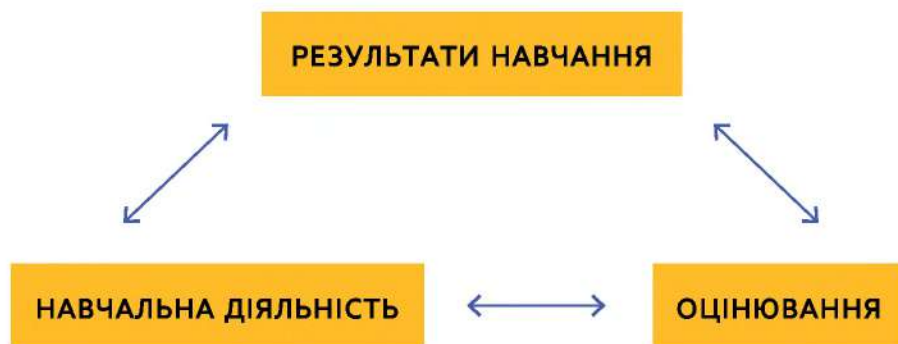 РЕЗУЛЬТАТИ НАВЧАННЯ
НАВЧАЛЬНА ДІЯЛЬНІСТЬ
ОЦІНЮВАННЯ